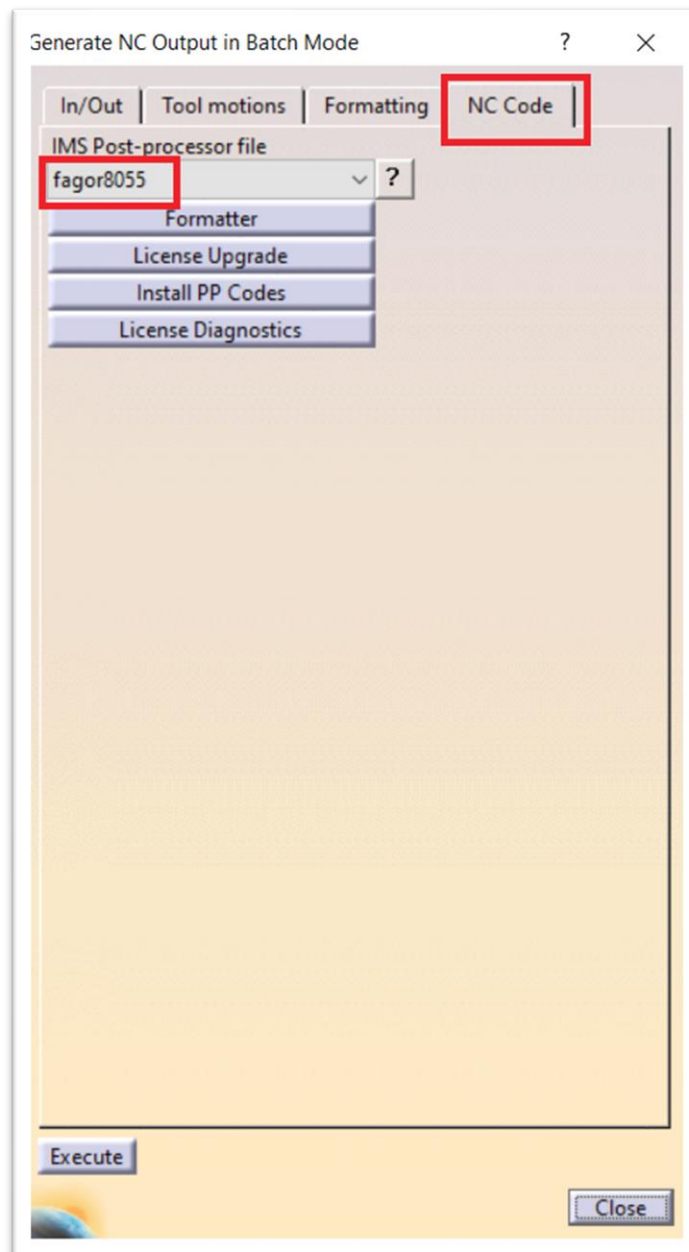 Generate NC Output in Batch Mode ? ×
In/Out Tool motions Formatting NC Code
IMS Post-processor file
fagor8055 ?
Formatter
License Upgrade
Install PP Codes
License Diagnostics
Execute
Close